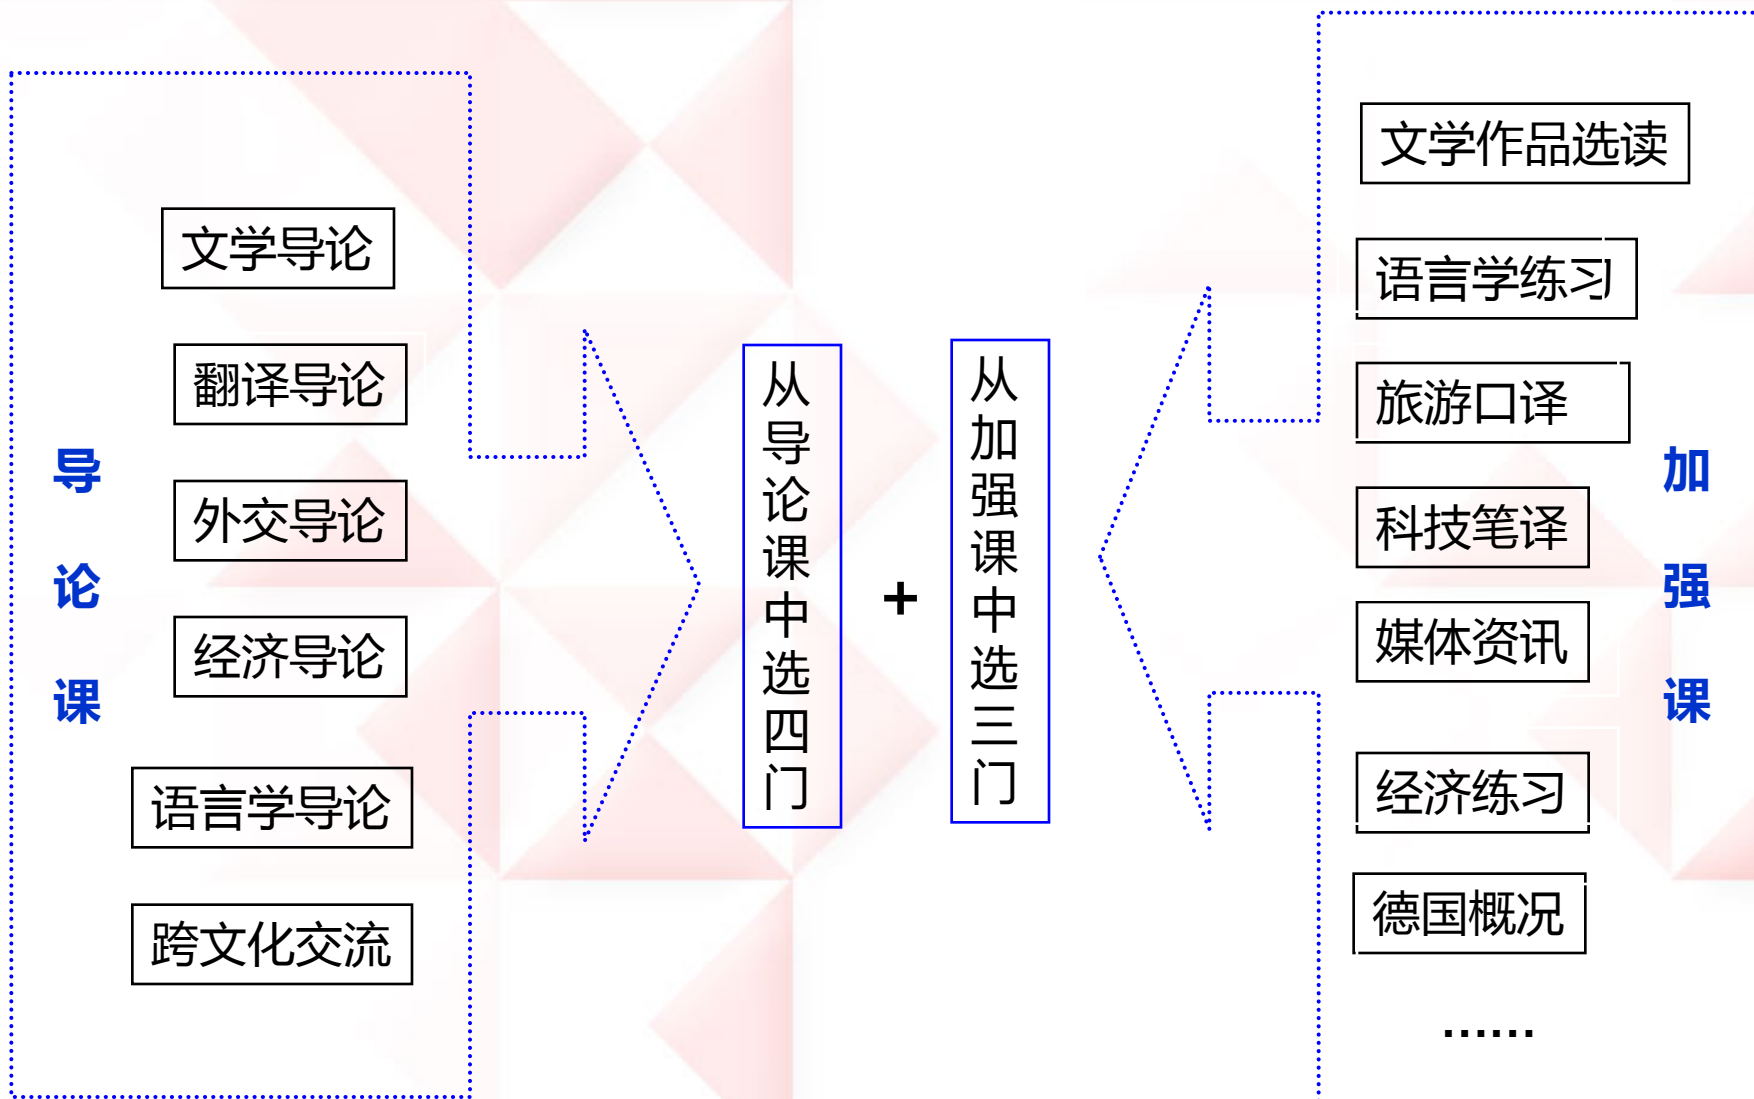 导论课
文学导论
翻译导论
外交导论
经济导论
语言学导论
跨文化交流
从导论课中选四门
+
从加强课中选三门
文学作品选读
语言学练习
旅游口译
科技笔译
媒体资讯
经济练习
德国概况
……
加强课